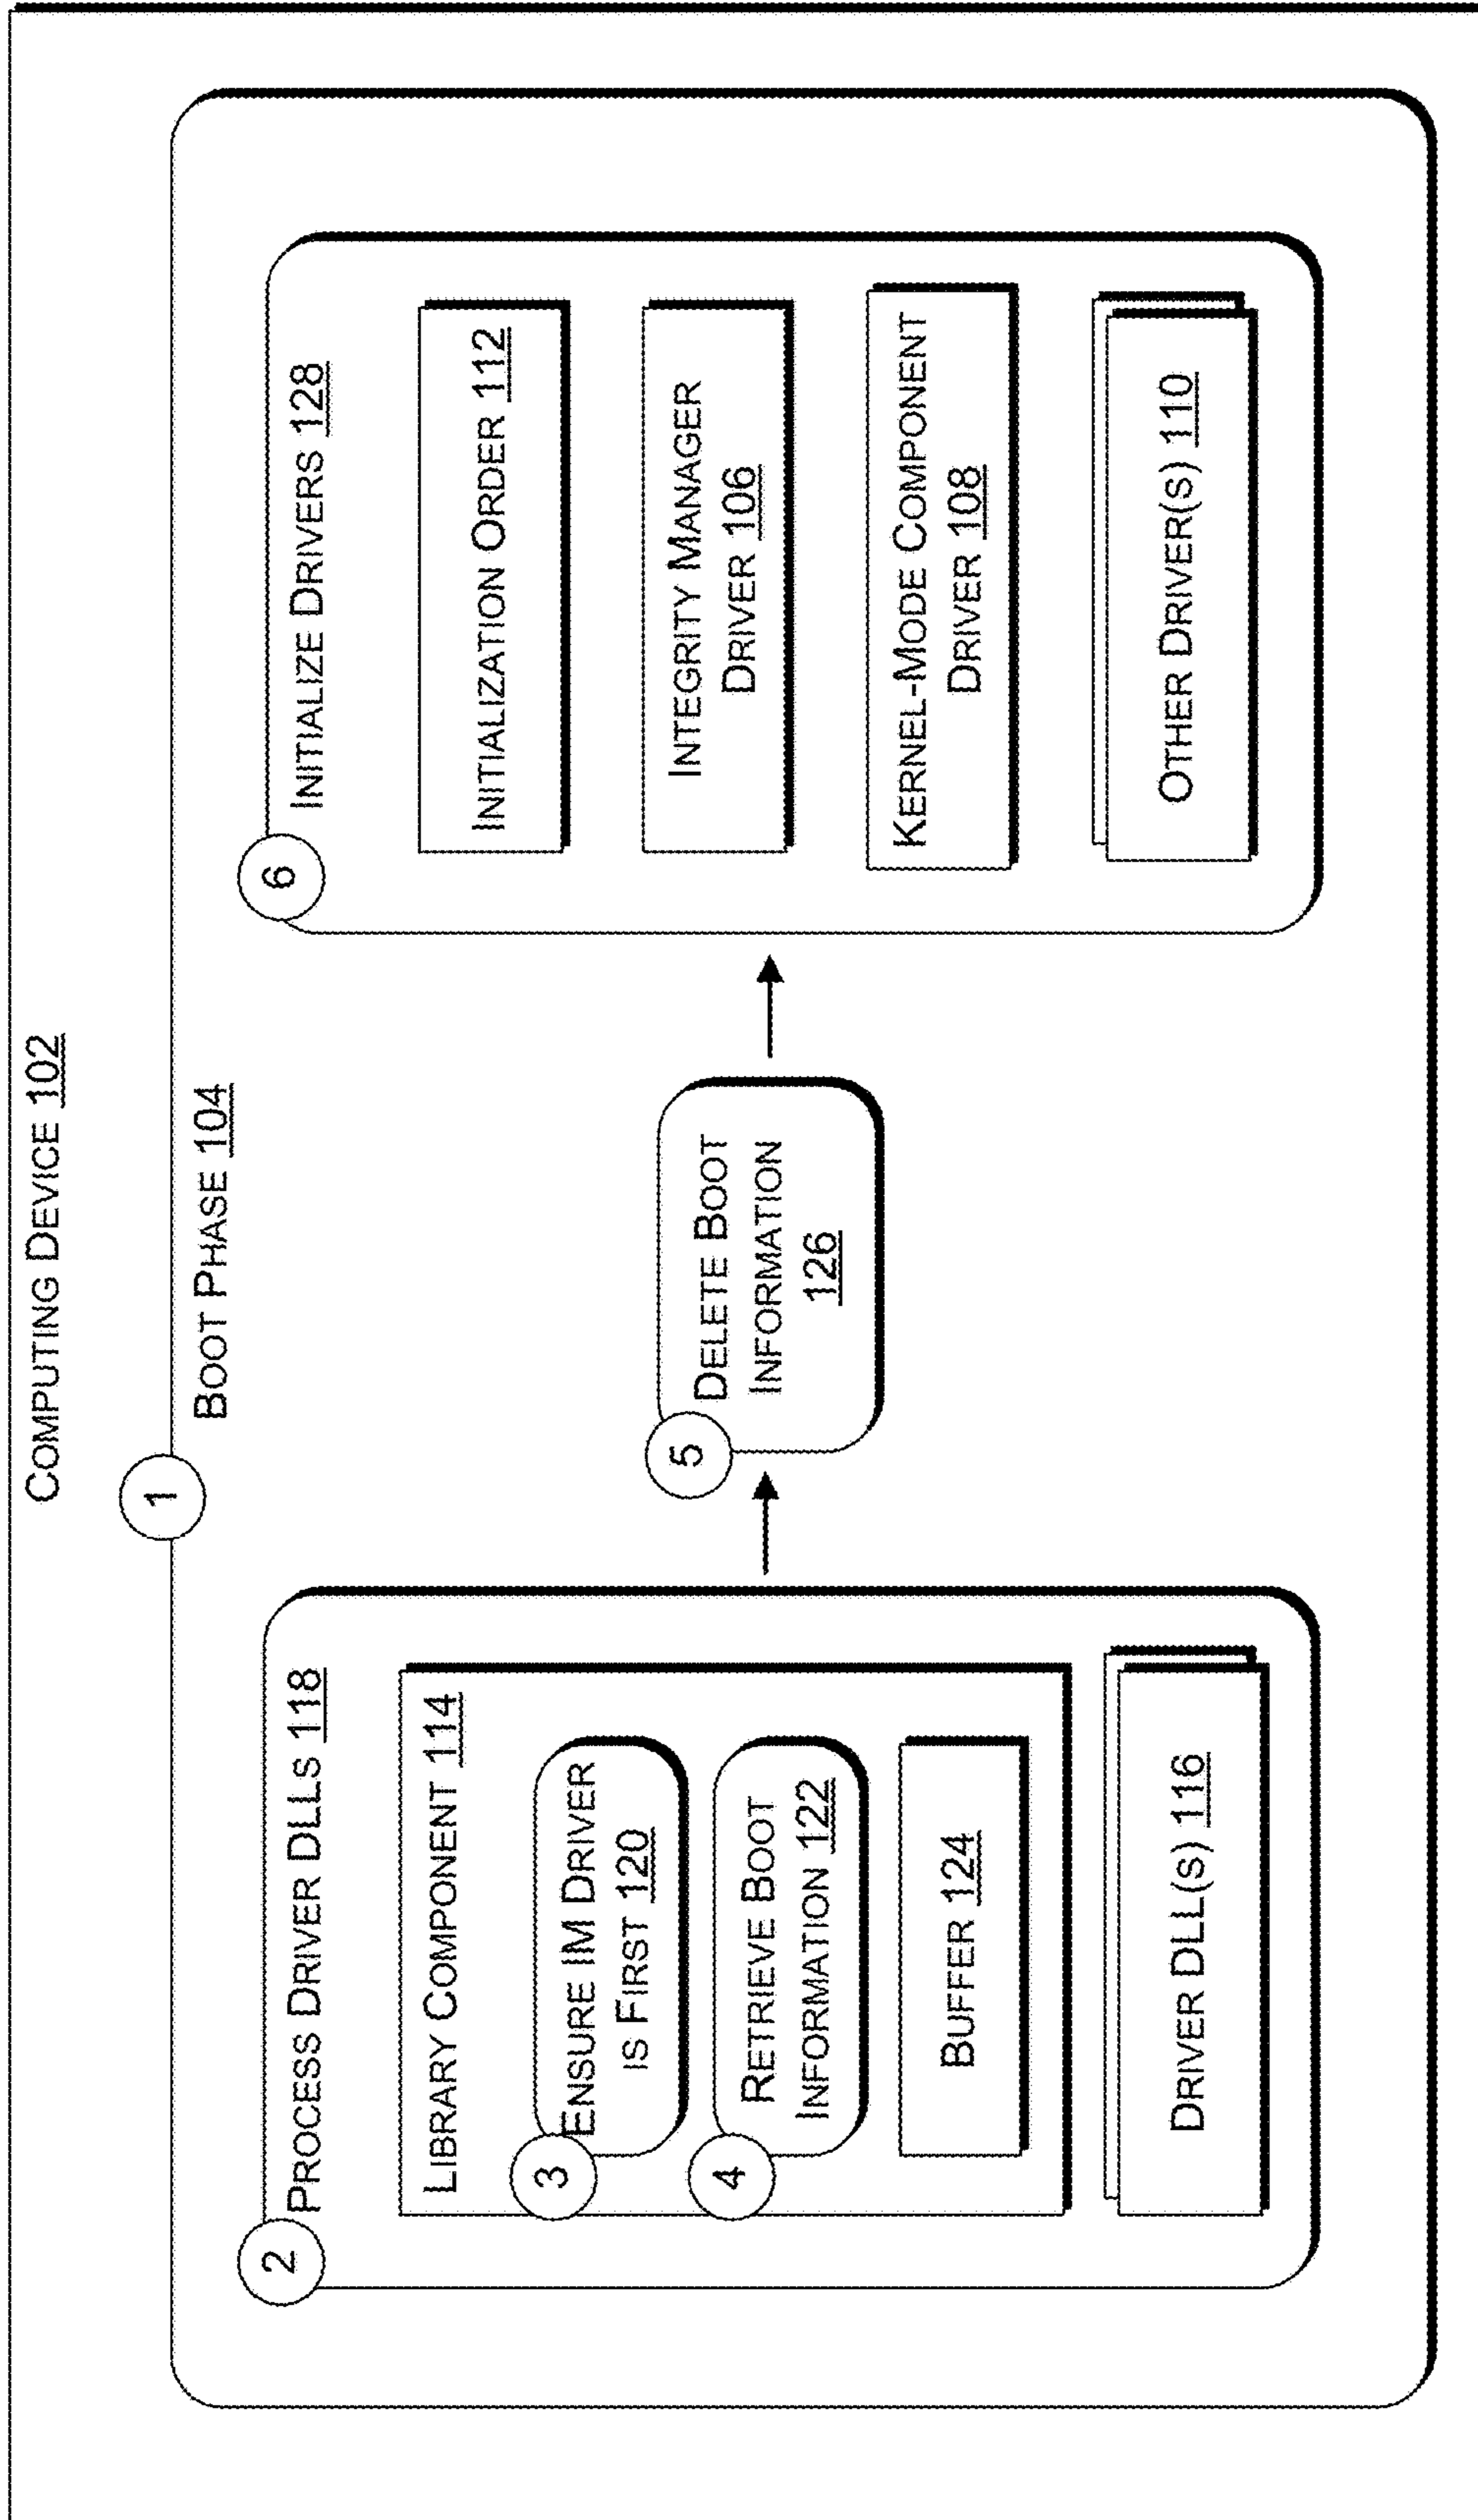 COMPUTING DEVICE 102
1
BOOT PHASE 104
2
PROCESS DRIVER DLLS 118
LIBRARY COMPONENT 114
3
ENSURE IM DRIVER
IS FIRST 120
4
RETRIEVE BOOT
INFORMATION 122
BUFFER 124
DRIVER DLL(S) 116
5
DELETE BOOT
INFORMATION
126
6
INITIALIZE DRIVERS 128
INITIALIZATION ORDER 112
INTEGRITY MANAGER
DRIVER 106
KERNEL-MODE COMPONENT
DRIVER 108
OTHER DRIVER(S) 110